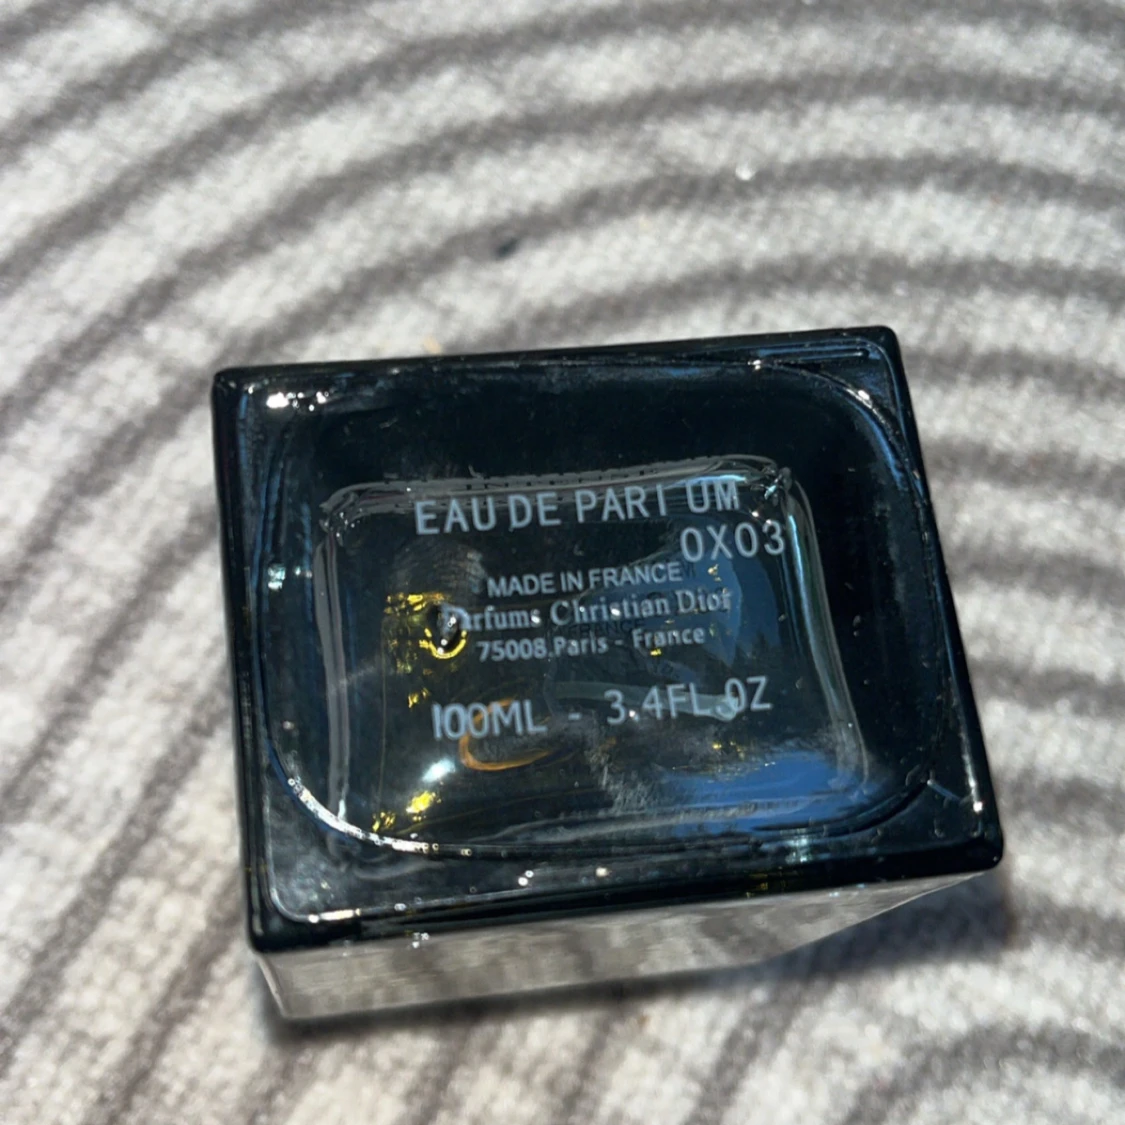 EAU DE PARFUM
0X03
MADE IN FRANCE
Parfums Christian Dior
75008 Paris - France
100ML - 3.4FL.OZ